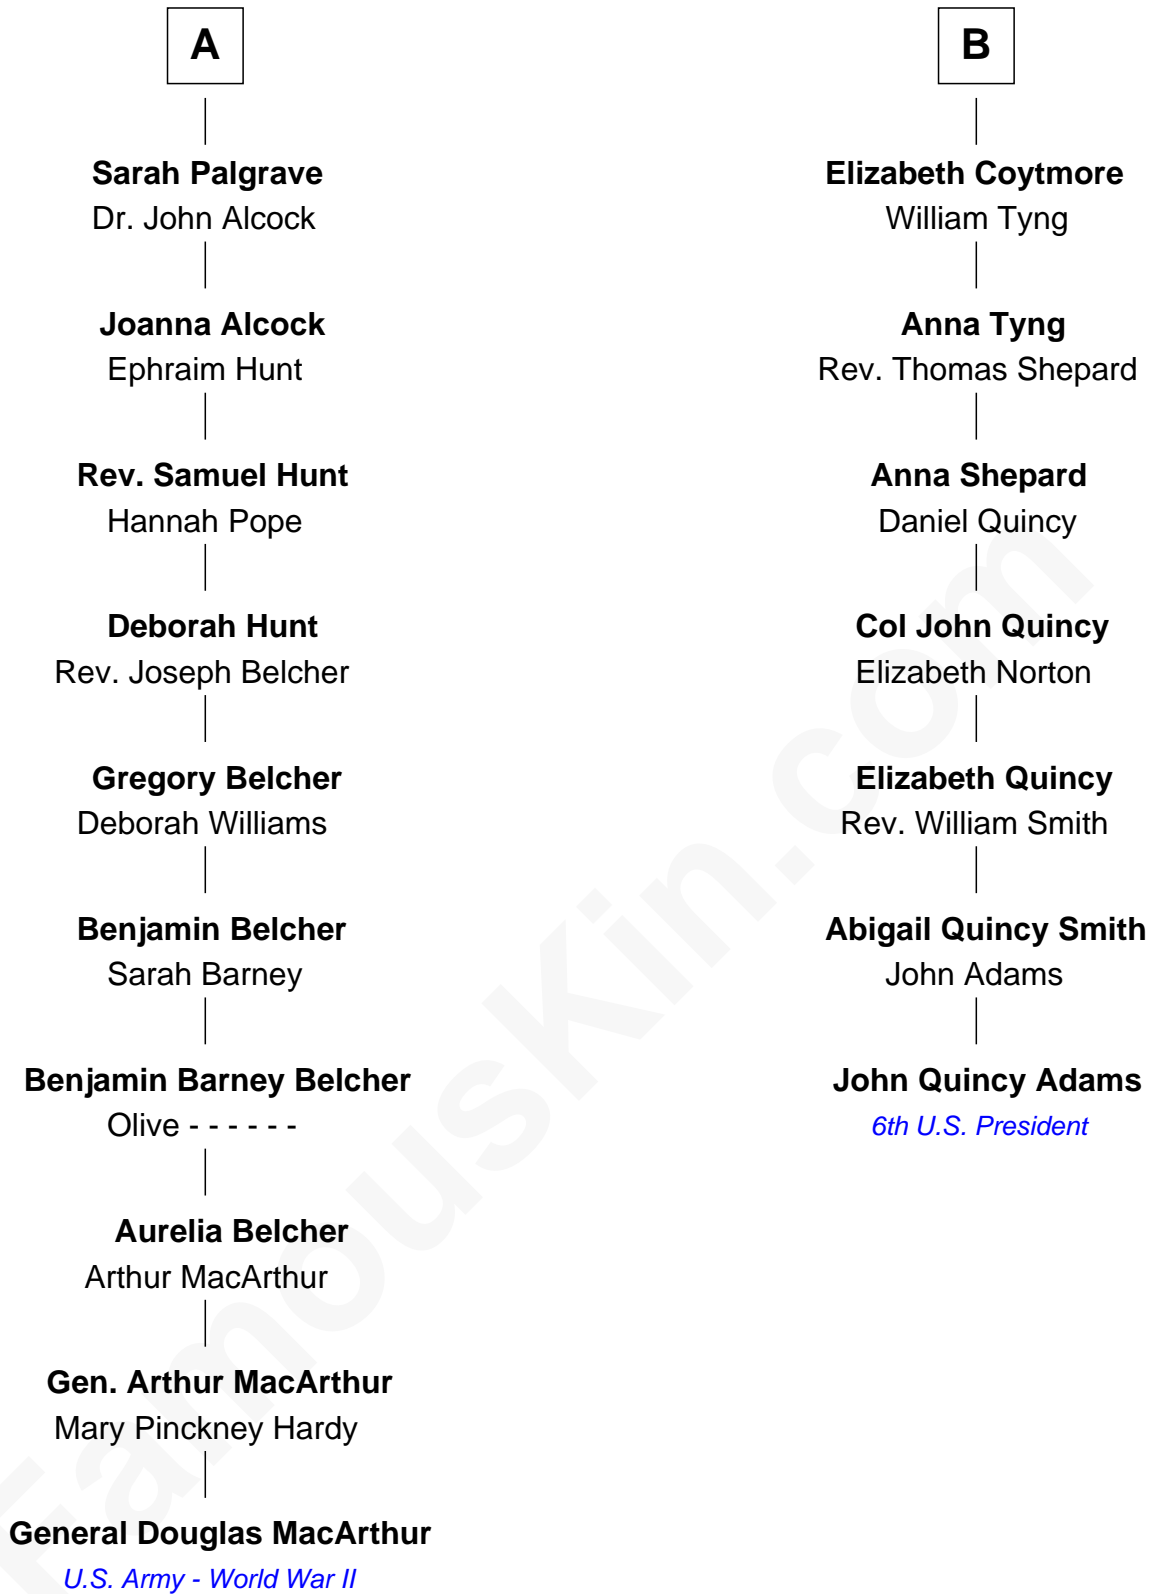 A
Sarah Palgrave
Dr. John Alcock
Joanna Alcock
Ephraim Hunt
Rev. Samuel Hunt
Hannah Pope
Deborah Hunt
Rev. Joseph Belcher
Gregory Belcher
Deborah Williams
Benjamin Belcher
Sarah Barney
Benjamin Barney Belcher
Olive - - - - - -
Aurelia Belcher
Arthur MacArthur
Gen. Arthur MacArthur
Mary Pinckney Hardy
General Douglas MacArthur
U.S. Army - World War II
B
Elizabeth Coytmore
William Tyng
Anna Tyng
Rev. Thomas Shepard
Anna Shepard
Daniel Quincy
Col John Quincy
Elizabeth Norton
Elizabeth Quincy
Rev. William Smith
Abigail Quincy Smith
John Adams
John Quincy Adams
6th U.S. President
FamousKin.com